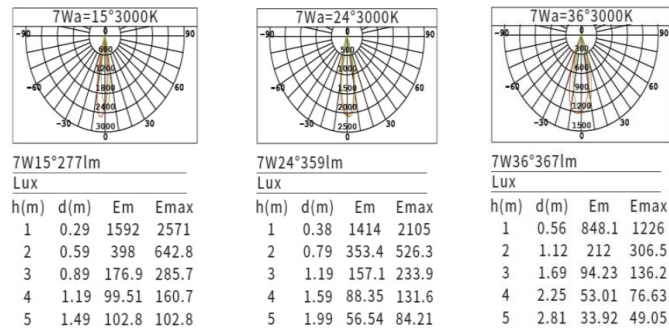 7Wa=15°3000K
-90 0 90
600
1200
-60 1800 60
2400
-30 3000 30
7W15°277lm
Lux
h(m) d(m) Em Emax
1 0.29 1592 2571
2 0.59 398 642.8
3 0.89 176.9 285.7
4 1.19 99.51 160.7
5 1.49 102.8 102.8
7Wa=24°3000K
-90 0 90
500
1000
-60 1500 60
2000
-30 2500 30
7W24°359lm
Lux
h(m) d(m) Em Emax
1 0.38 1414 2105
2 0.79 353.4 526.3
3 1.19 157.1 233.9
4 1.59 88.35 131.6
5 1.99 56.54 84.21
7Wa=36°3000K
-90 0 90
300
600
-60 900 60
1200
-30 1500 30
7W36°367lm
Lux
h(m) d(m) Em Emax
1 0.56 848.1 1226
2 1.12 212 306.5
3 1.69 94.23 136.2
4 2.25 53.01 76.63
5 2.81 33.92 49.05